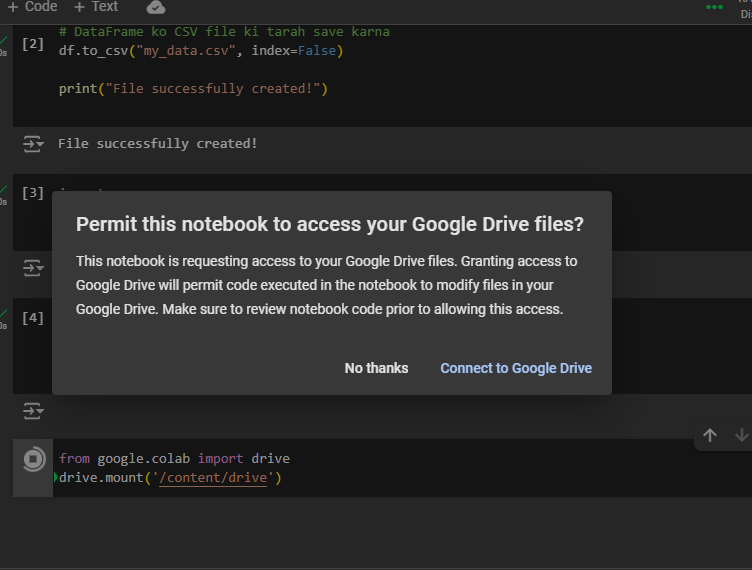 + Code + Text
# DataFrame ko CSV file ki tarah save karna
[2]
df.to_csv("my_data.csv", index=False)
print("File successfully created!")
File successfully created!
[3]
Permit this notebook to access your Google Drive files?
This notebook is requesting access to your Google Drive files. Granting access to
Google Drive will permit code executed in the notebook to modify files in your
Google Drive. Make sure to review notebook code prior to allowing this access.
[4]
No thanks Connect to Google Drive
from google.colab import drive
drive.mount('/content/drive')